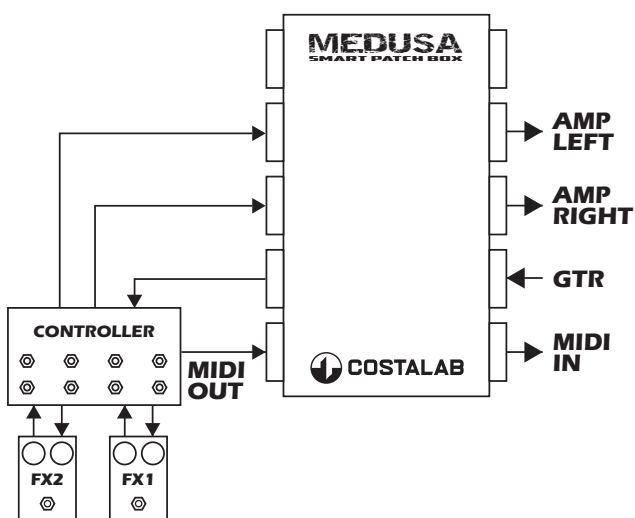 MEDUSA
SMART PATCH BOX
AMP
LEFT
AMP
RIGHT
GTR
CONTROLLER
MIDI
OUT
MIDI
IN
COSTALAB
FX2
FX1